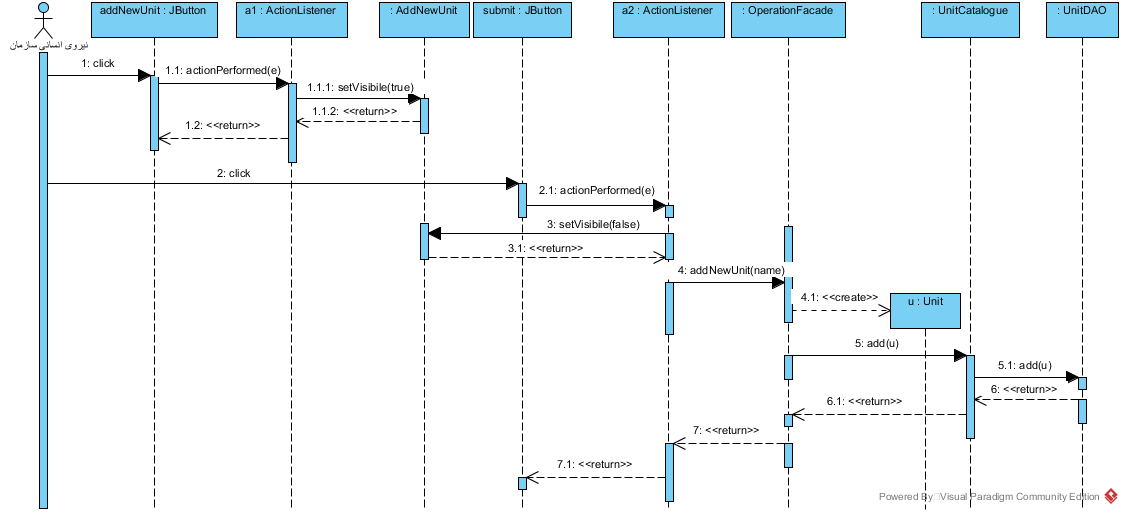 addNewUnit : JButton
a1 : ActionListener
: AddNewUnit
submit : JButton
a2 : ActionListener
: OperationFacade
: UnitCatalogue
: UnitDAO
نیروی انسانی سازمان
1: click
1.1: actionPerformed(e)
1.1.1: setVisibile(true)
1.1.2: <<return>>
1.2: <<return>>
2: click
2.1: actionPerformed(e)
3: setVisibile(false)
3.1: <<return>>
4: addNewUnit(name)
4.1: <<create>>
u : Unit
5: add(u)
5.1: add(u)
6: <<return>>
6.1: <<return>>
7: <<return>>
7.1: <<return>>
Powered By Visual Paradigm Community Edition